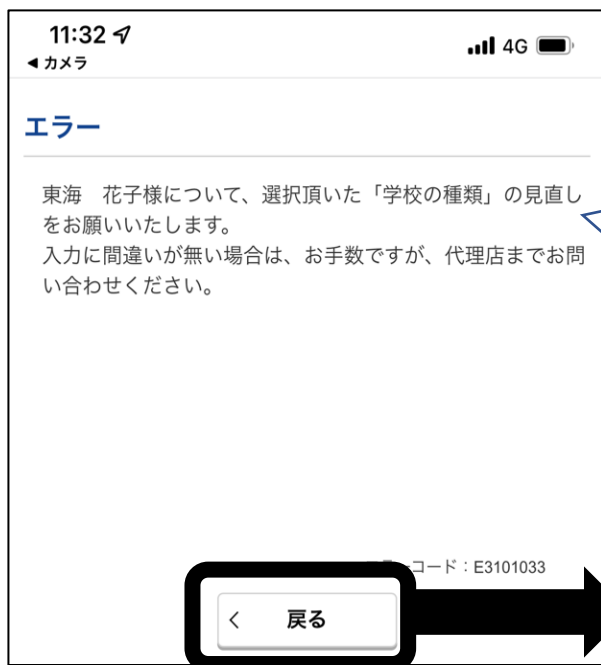 11:32
4G
◀ カメラ
エラー
東海　花子様について、選択頂いた「学校の種類」の見直し
をお願いいたします。
入力に間違いが無い場合は、お手数ですが、代理店までお問
い合わせください。
コード：E3101033
戻る